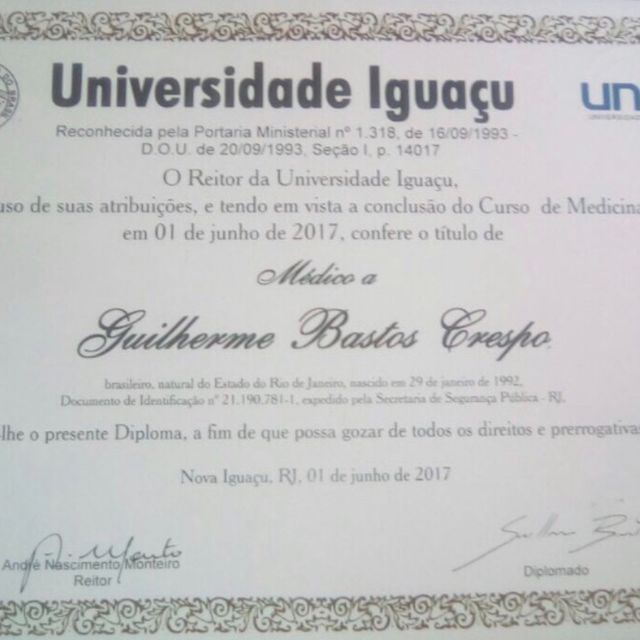 Universidade Iguaçu
un
UNIVERSIDADE
Reconhecida pela Portaria Ministerial nº 1.318, de 16/09/1993 -
D.O.U. de 20/09/1993, Seção I, p. 14017
O Reitor da Universidade Iguaçu,
uso de suas atribuições, e tendo em vista a conclusão do Curso de Medicina
em 01 de junho de 2017, confere o título de
Médico a
Guilherme Bastos Crespo
brasileiro, natural do Estado do Rio de Janeiro, nascido em 29 de janeiro de 1992,
Documento de Identificação nº 21.190.781-1, expedido pela Secretaria de Segurança Pública - RJ,
-lhe o presente Diploma, a fim de que possa gozar de todos os direitos e prerrogativas
Nova Iguaçu, RJ, 01 de junho de 2017
André Nascimento Monteiro
Reitor
Diplomado